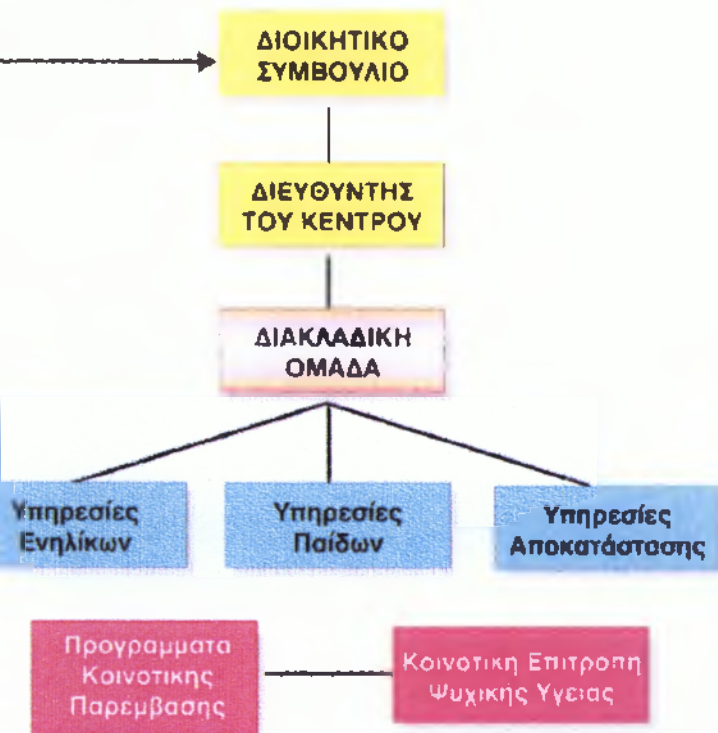 ΔΙΟΙΚΗΤΙΚΟ
ΣΥΜΒΟΥΛΙΟ
ΔΙΕΥΘΥΝΤΗΣ
ΤΟΥ ΚΕΝΤΡΟΥ
ΔΙΑΚΛΑΔΙΚΗ
ΟΜΑΔΑ
Υπηρεσίες
Ενηλίκων
Υπηρεσίες
Παίδων
Υπηρεσίες
Αποκατάστασης
Προγραμματα
Κοινοτικης
Παρεμβασης
Κοινοτικη Επιτροπη
Ψυχικής Υγειας